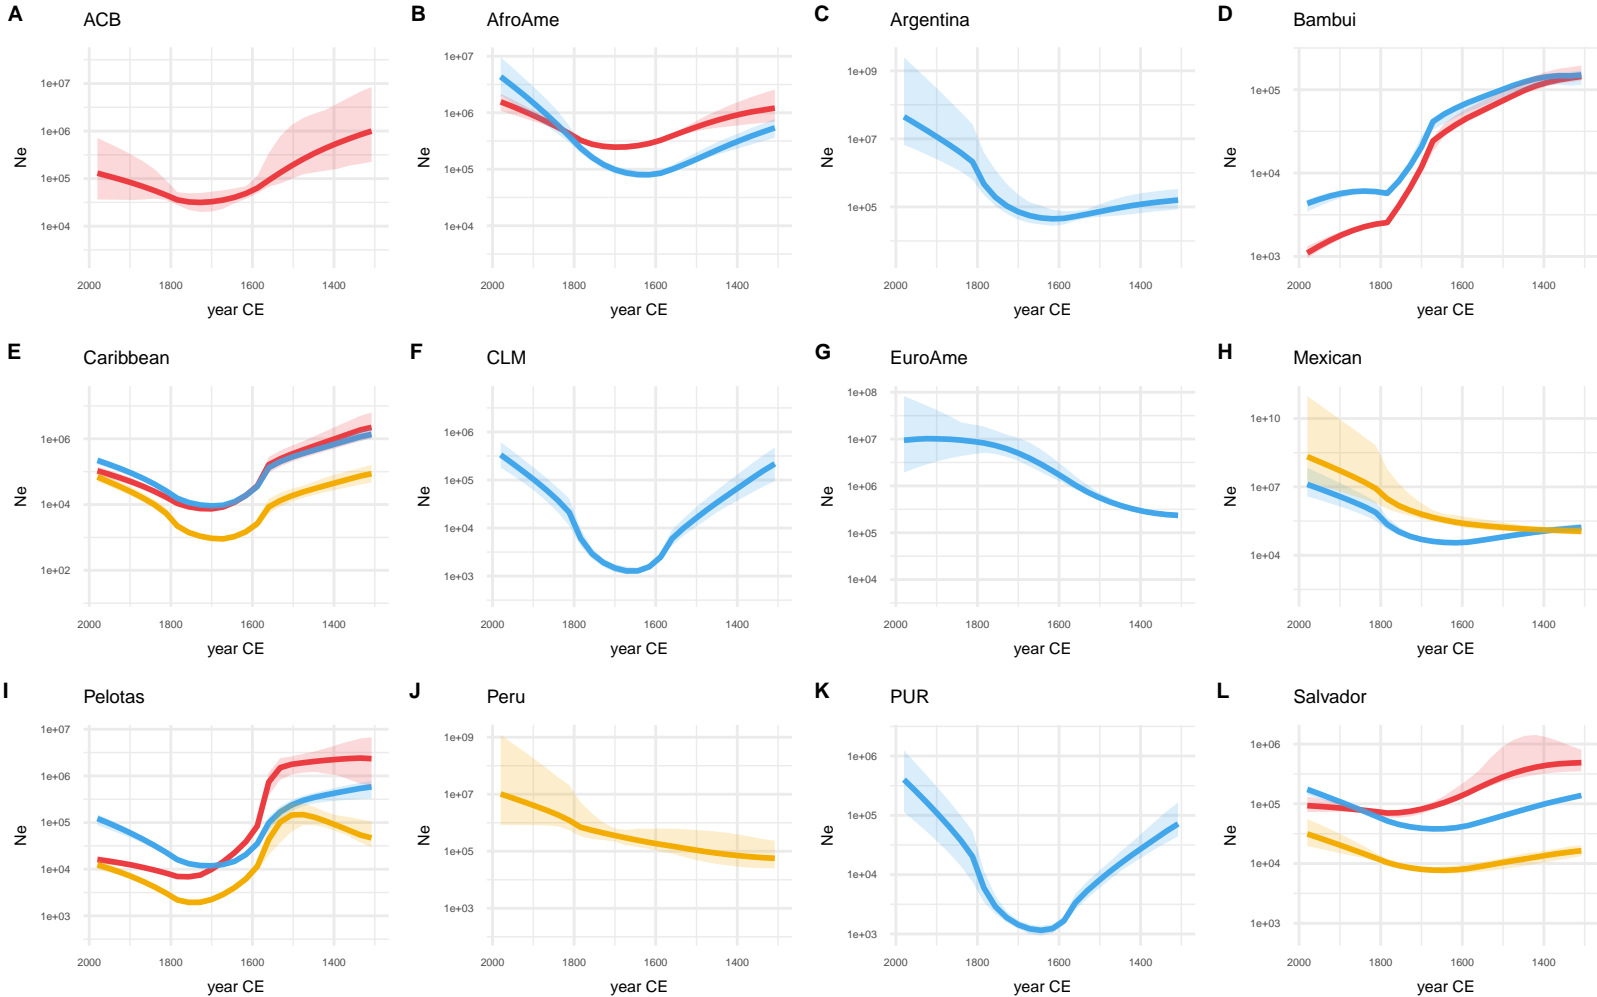 A ACB
1e+07
1e+06
1e+05
1e+04
Ne
2000 1800 1600 1400
year CE
B AfroAme
1e+07
1e+06
1e+05
1e+04
Ne
2000 1800 1600 1400
year CE
C Argentina
1e+09
1e+07
1e+05
Ne
2000 1800 1600 1400
year CE
D Bambui
1e+05
1e+04
1e+03
Ne
2000 1800 1600 1400
year CE
E Caribbean
1e+06
1e+04
1e+02
Ne
2000 1800 1600 1400
year CE
F CLM
1e+06
1e+05
1e+04
1e+03
Ne
2000 1800 1600 1400
year CE
G EuroAme
1e+08
1e+07
1e+06
1e+05
1e+04
Ne
2000 1800 1600 1400
year CE
H Mexican
1e+10
1e+07
1e+04
Ne
2000 1800 1600 1400
year CE
I Pelotas
1e+07
1e+06
1e+05
1e+04
1e+03
Ne
2000 1800 1600 1400
year CE
J Peru
1e+09
1e+07
1e+05
1e+03
Ne
2000 1800 1600 1400
year CE
K PUR
1e+06
1e+05
1e+04
1e+03
Ne
2000 1800 1600 1400
year CE
L Salvador
1e+06
1e+05
1e+04
1e+03
Ne
2000 1800 1600 1400
year CE